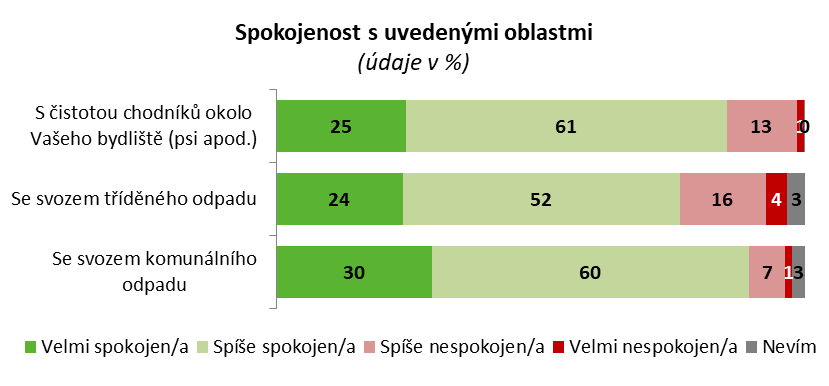 Spokojenost s uvedenými oblastmi
(údaje v %)
S čistotou chodníků okolo
Vašeho bydliště (psi apod.)
25 61 13 1 0
Se svozem tříděného odpadu
24 52 16 4 3
Se svozem komunálního
odpadu
30 60 7 1 3
Velmi spokojen/a Spíše spokojen/a Spíše nespokojen/a Velmi nespokojen/a Nevím